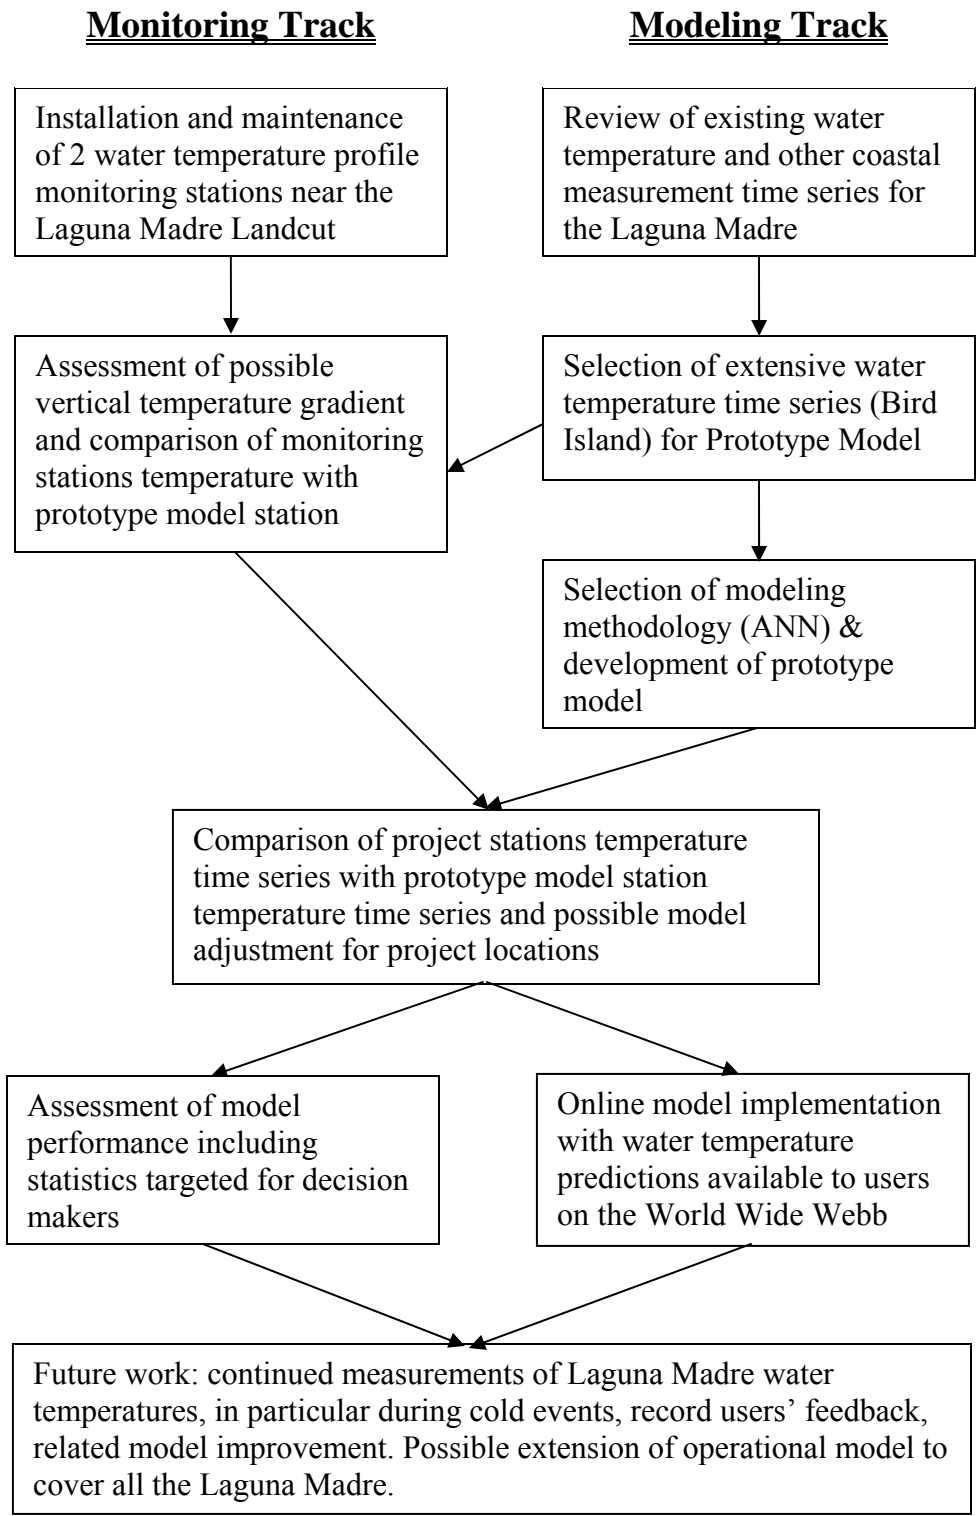 Monitoring Track
Modeling Track
Installation and maintenance
of 2 water temperature profile
monitoring stations near the
Laguna Madre Landcut
Review of existing water
temperature and other coastal
measurement time series for
the Laguna Madre
Assessment of possible
vertical temperature gradient
and comparison of monitoring
stations temperature with
prototype model station
Selection of extensive water
temperature time series (Bird
Island) for Prototype Model
Selection of modeling
methodology (ANN) &
development of prototype
model
Comparison of project stations temperature
time series with prototype model station
temperature time series and possible model
adjustment for project locations
Assessment of model
performance including
statistics targeted for decision
makers
Online model implementation
with water temperature
predictions available to users
on the World Wide Webb
Future work: continued measurements of Laguna Madre water
temperatures, in particular during cold events, record users’ feedback,
related model improvement. Possible extension of operational model to
cover all the Laguna Madre.